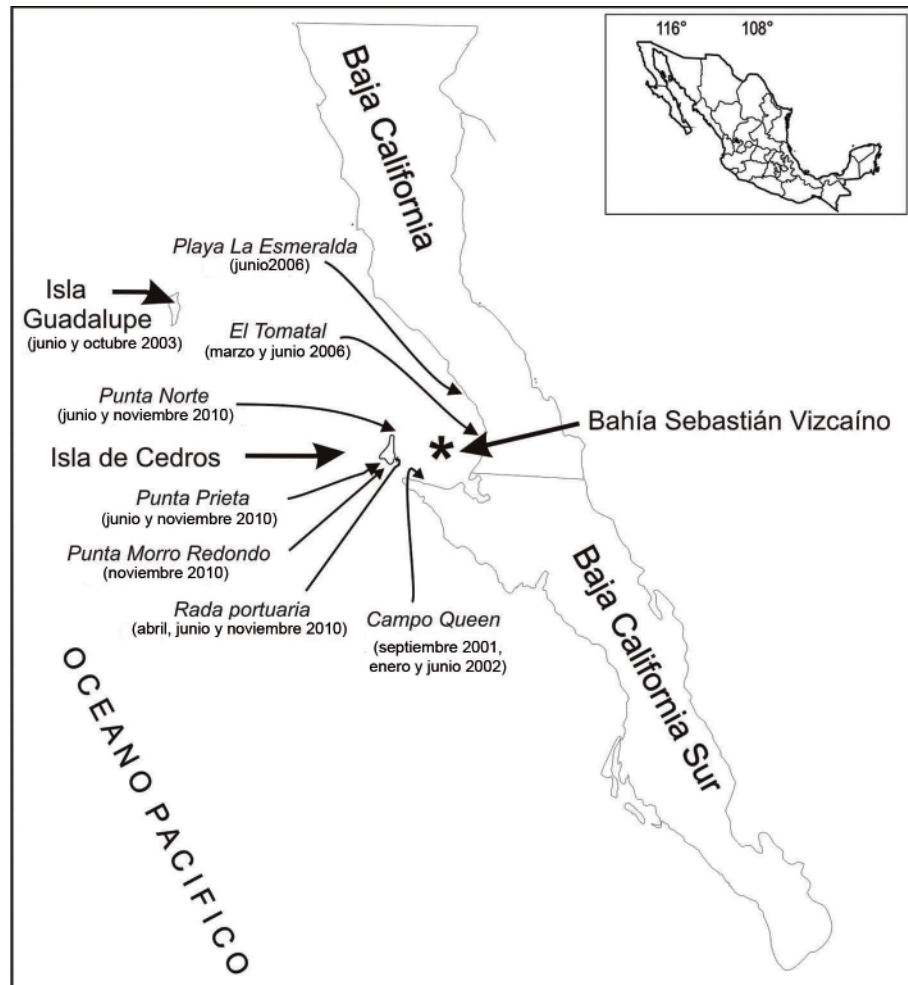 116° 108°
Baja California
Playa La Esmeralda
(junio2006)
Isla
Guadalupe
(junio y octubre 2003)
El Tomatal
(marzo y junio 2006)
Punta Norte
(junio y noviembre 2010)
Bahía Sebastián Vizcaíno
*
Isla de Cedros
Punta Prieta
(junio y noviembre 2010)
Punta Morro Redondo
(noviembre 2010)
Rada portuaria
(abril, junio y noviembre 2010)
Campo Queen
(septiembre 2001,
enero y junio 2002)
Baja California Sur
OCEANO PACIFICO